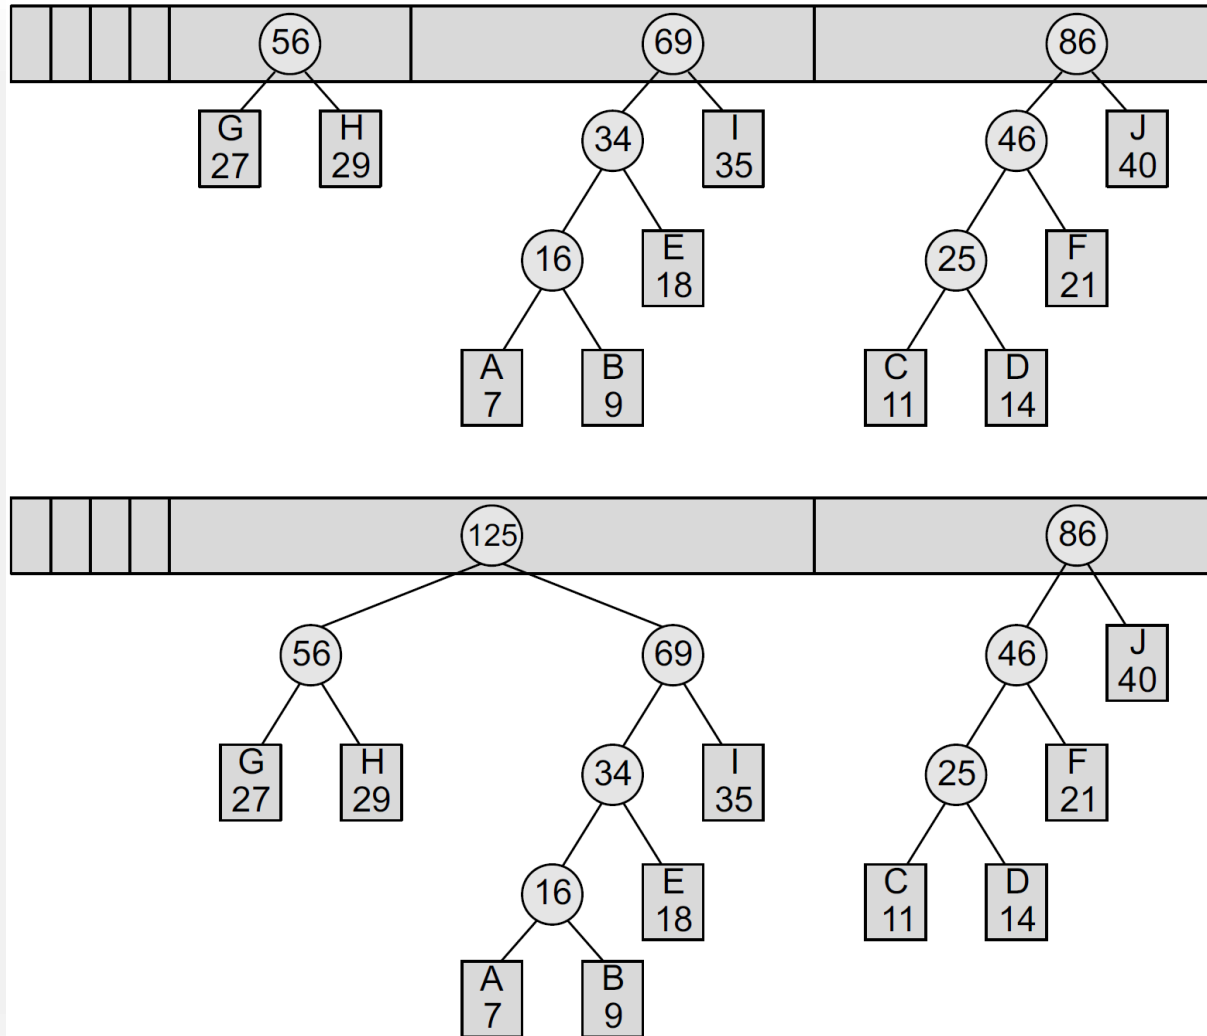 56 69 86
G 34 I 46 J
27 29 35 40
H
16 E 25 F
18 21
A B C D
7 9 11 14
125 86
56 69 46 J
40
G H 34 I 25 F
27 29 35 21
16 E C D
18 11 14
A B
7 9